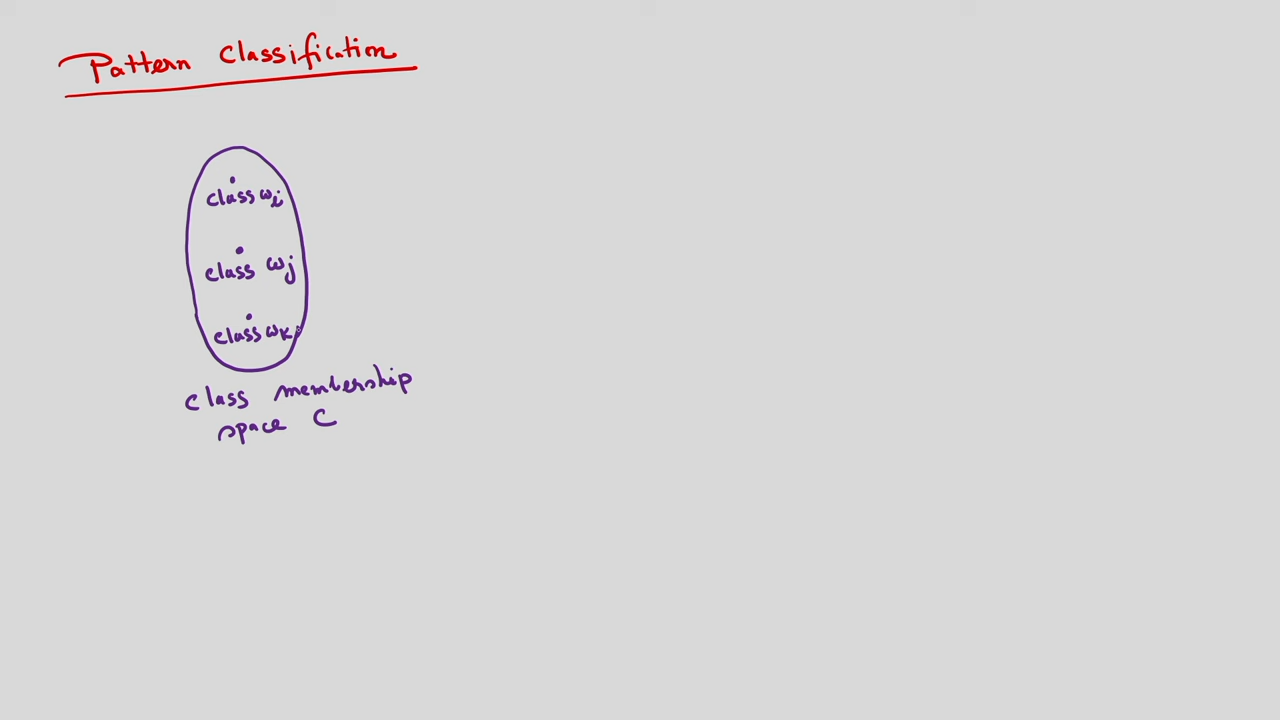 Pattern Classification
class ωi
class ωj
class ωk
class membership
space C